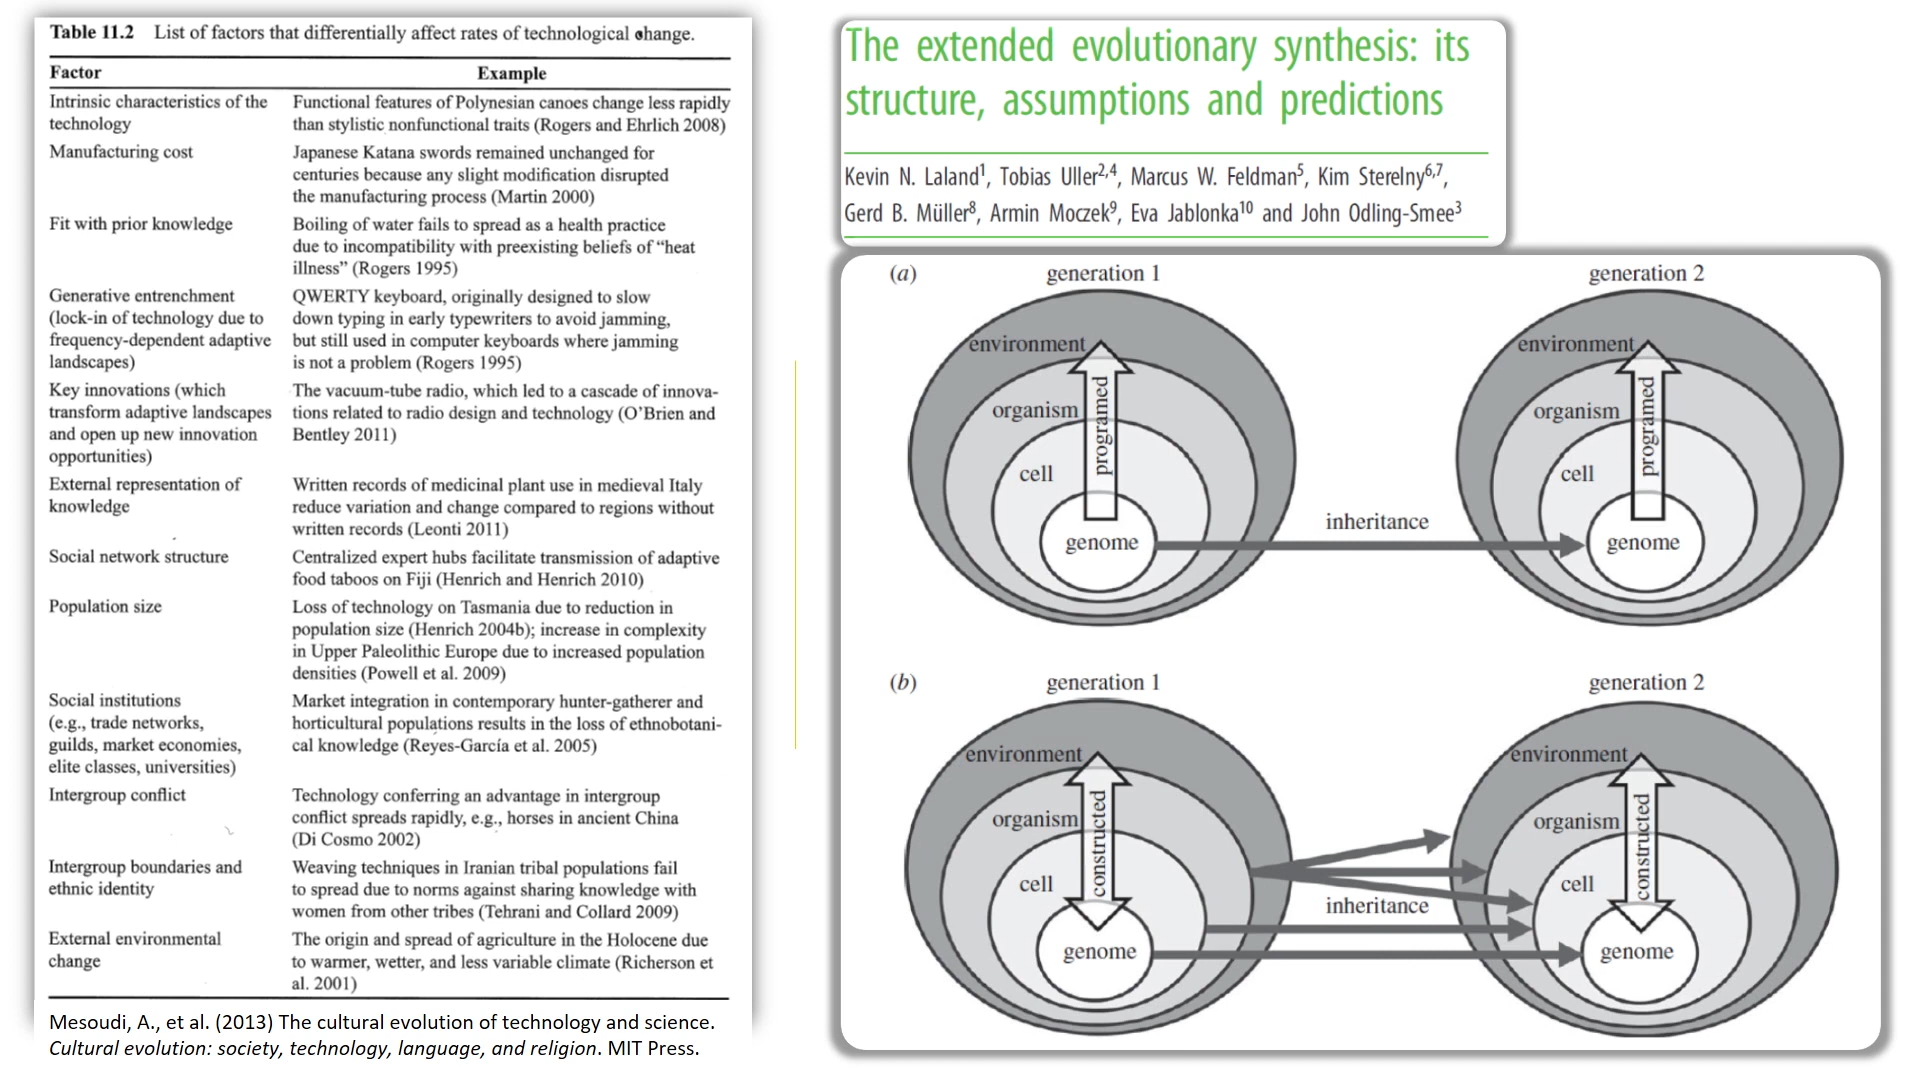 Table 11.2 List of factors that differentially affect rates of technological change.
Factor Example
Intrinsic characteristics of the technology
Functional features of Polynesian canoes change less rapidly
than stylistic nonfunctional traits (Rogers and Ehrlich 2008)
Manufacturing cost
Japanese Katana swords remained unchanged for
centuries because any slight modification disrupted
the manufacturing process (Martin 2000)
Fit with prior knowledge
Boiling of water fails to spread as a health practice
due to incompatibility with preexisting beliefs of “heat
illness” (Rogers 1995)
Generative entrenchment
(lock-in of technology due to
frequency-dependent adaptive
landscapes)
QWERTY keyboard, originally designed to slow
down typing in early typewriters to avoid jamming,
but still used in computer keyboards where jamming
is not a problem (Rogers 1995)
Key innovations (which
transform adaptive landscapes
and open up new innovation
opportunities)
The vacuum-tube radio, which led to a cascade of innova-
tions related to radio design and technology (O’Brien and
Bentley 2011)
External representation of
knowledge
Written records of medicinal plant use in medieval Italy
reduce variation and change compared to regions without
written records (Leonti 2011)
Social network structure
Centralized expert hubs facilitate transmission of adaptive
food taboos on Fiji (Henrich and Henrich 2010)
Population size
Loss of technology on Tasmania due to reduction in
population size (Henrich 2004b); increase in complexity
in Upper Paleolithic Europe due to increased population
densities (Powell et al. 2009)
Social institutions
(e.g., trade networks,
guilds, market economies,
elite classes, universities)
Market integration in contemporary hunter-gatherer and
horticultural populations results in the loss of ethnobotani-
cal knowledge (Reyes-García et al. 2005)
Intergroup conflict
Technology conferring an advantage in intergroup
conflict spreads rapidly, e.g., horses in ancient China
(Di Cosmo 2002)
Intergroup boundaries and
ethnic identity
Weaving techniques in Iranian tribal populations fail
to spread due to norms against sharing knowledge with
women from other tribes (Tehrani and Collard 2009)
External environmental
change
The origin and spread of agriculture in the Holocene due
to warmer, wetter, and less variable climate (Richerson et
al. 2001)
Mesoudi, A., et al. (2013) The cultural evolution of technology and science.
Cultural evolution: society, technology, language, and religion. MIT Press.
The extended evolutionary synthesis: its
structure, assumptions and predictions
Kevin N. Laland1, Tobias Uller2,4, Marcus W. Feldman5, Kim Sterelny6,7,
Gerd B. Müller8, Armin Moczek9, Eva Jablonka10 and John Odling-Smee3
(a) generation 1 generation 2
environment
organism
cell
programed
genome
inheritance
environment
organism
cell
programed
genome
(b) generation 1 generation 2
environment
organism
cell
constructed
genome
inheritance
environment
organism
cell
constructed
genome